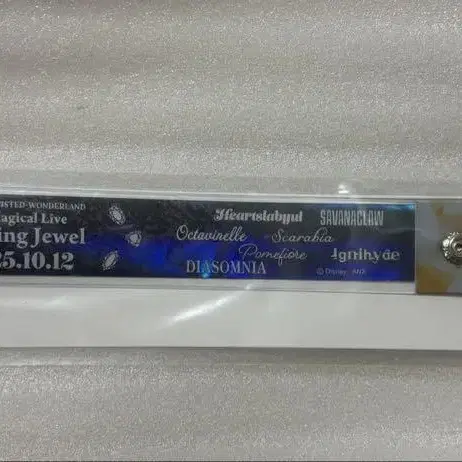 ISTED-WONDERLAND
agical Live
ing Jewel
25.10.12
Heartslabyul SAVANACLAW
Octavinelle Scarabia
Pomefiore Ignihyde
DIASOMNIA
© Disney